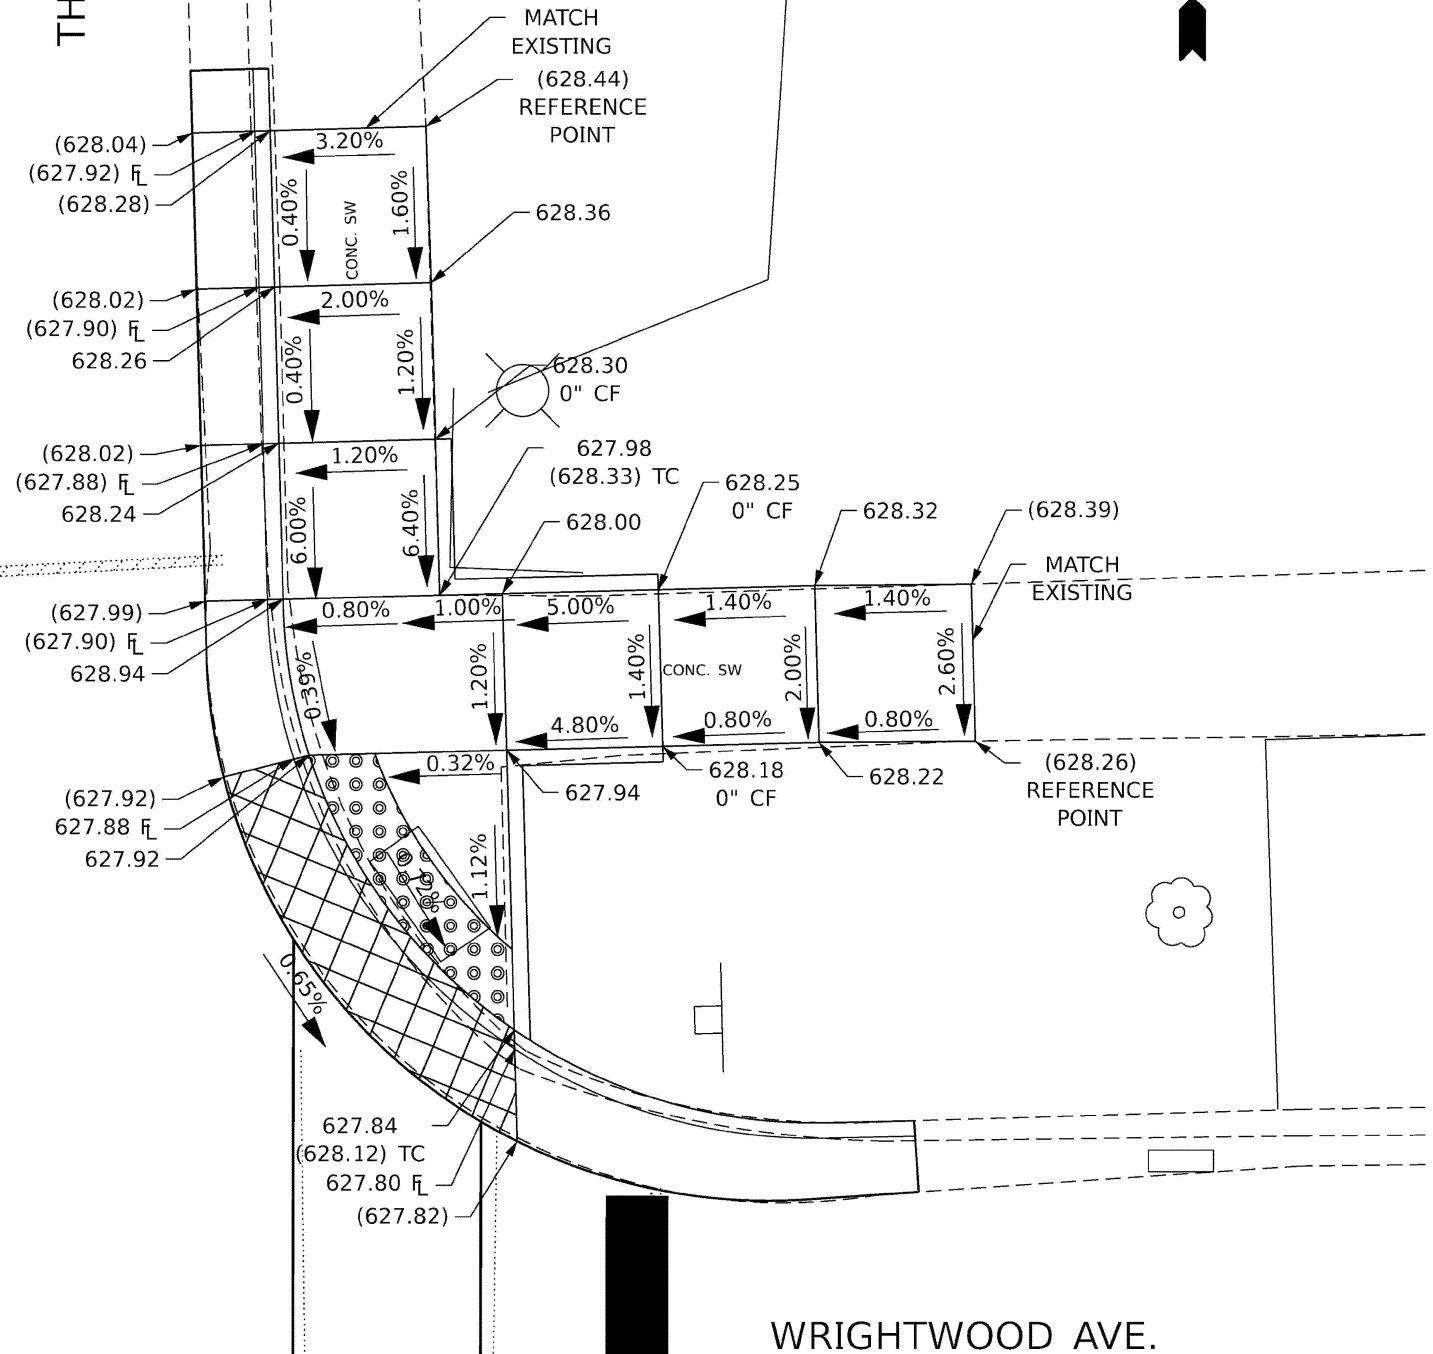 TH
MATCH
EXISTING
(628.44)
REFERENCE
POINT
(628.04)
(627.92) FL
(628.28)
3.20%
0.40%
CONC. SW
1.60%
628.36
(628.02)
(627.90) FL
628.26
2.00%
0.40%
1.20%
628.30
0" CF
(628.02)
(627.88) FL
628.24
1.20%
6.00%
6.40%
627.98
(628.33) TC
628.00
628.25
0" CF
628.32
(628.39)
MATCH
EXISTING
(627.99)
(627.90) FL
628.94
0.80%
1.00%
5.00%
1.40%
1.40%
0.39%
1.20%
1.40%
CONC. SW
2.00%
2.60%
4.80%
0.80%
0.80%
0.32%
627.94
628.18
0" CF
628.22
(628.26)
REFERENCE
POINT
(627.92)
627.88 FL
627.92
1.12%
0.65%
627.84
(628.12) TC
627.80 FL
(627.82)
WRIGHTWOOD AVE.